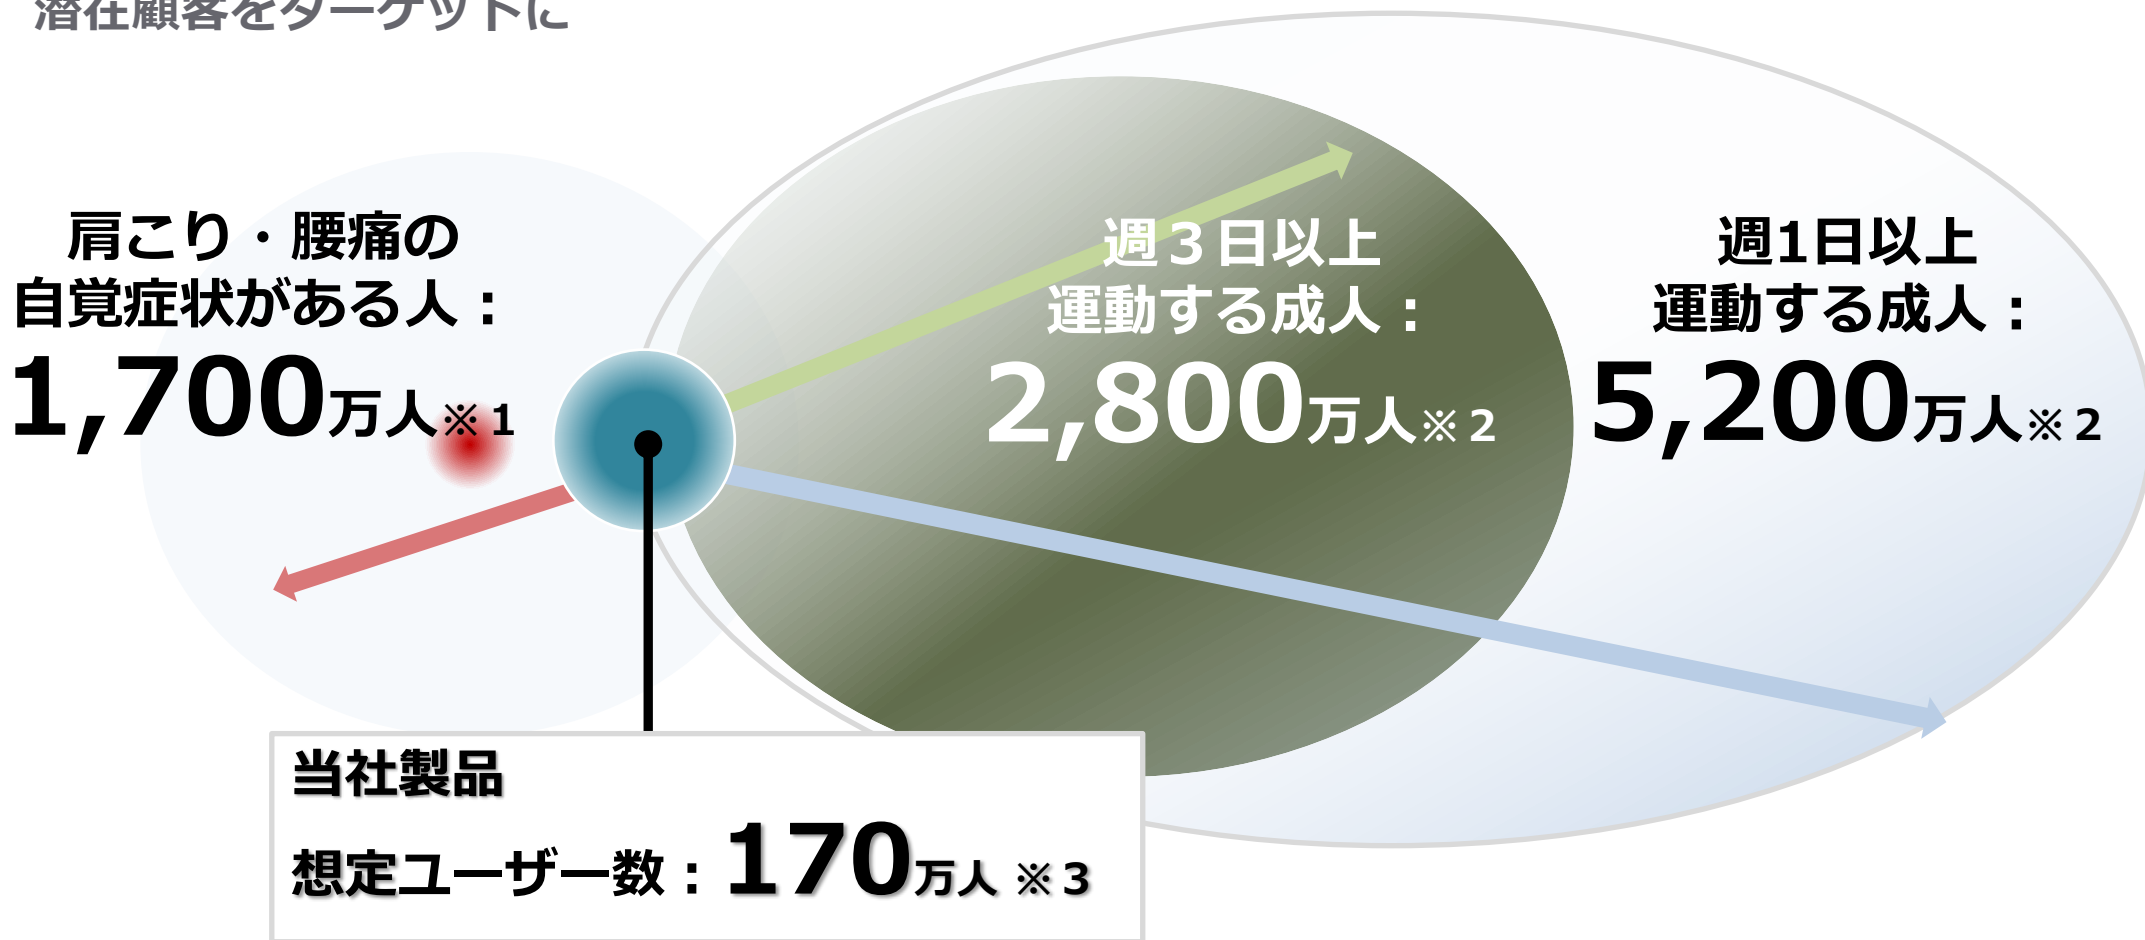 潜在顧客をターゲットに
肩こり・腰痛の
自覚症状がある人：
1,700万人※1
週３日以上
運動する成人：
2,800万人※2
週1日以上
運動する成人：
5,200万人※2
当社製品
想定ユーザー数：170万人 ※3